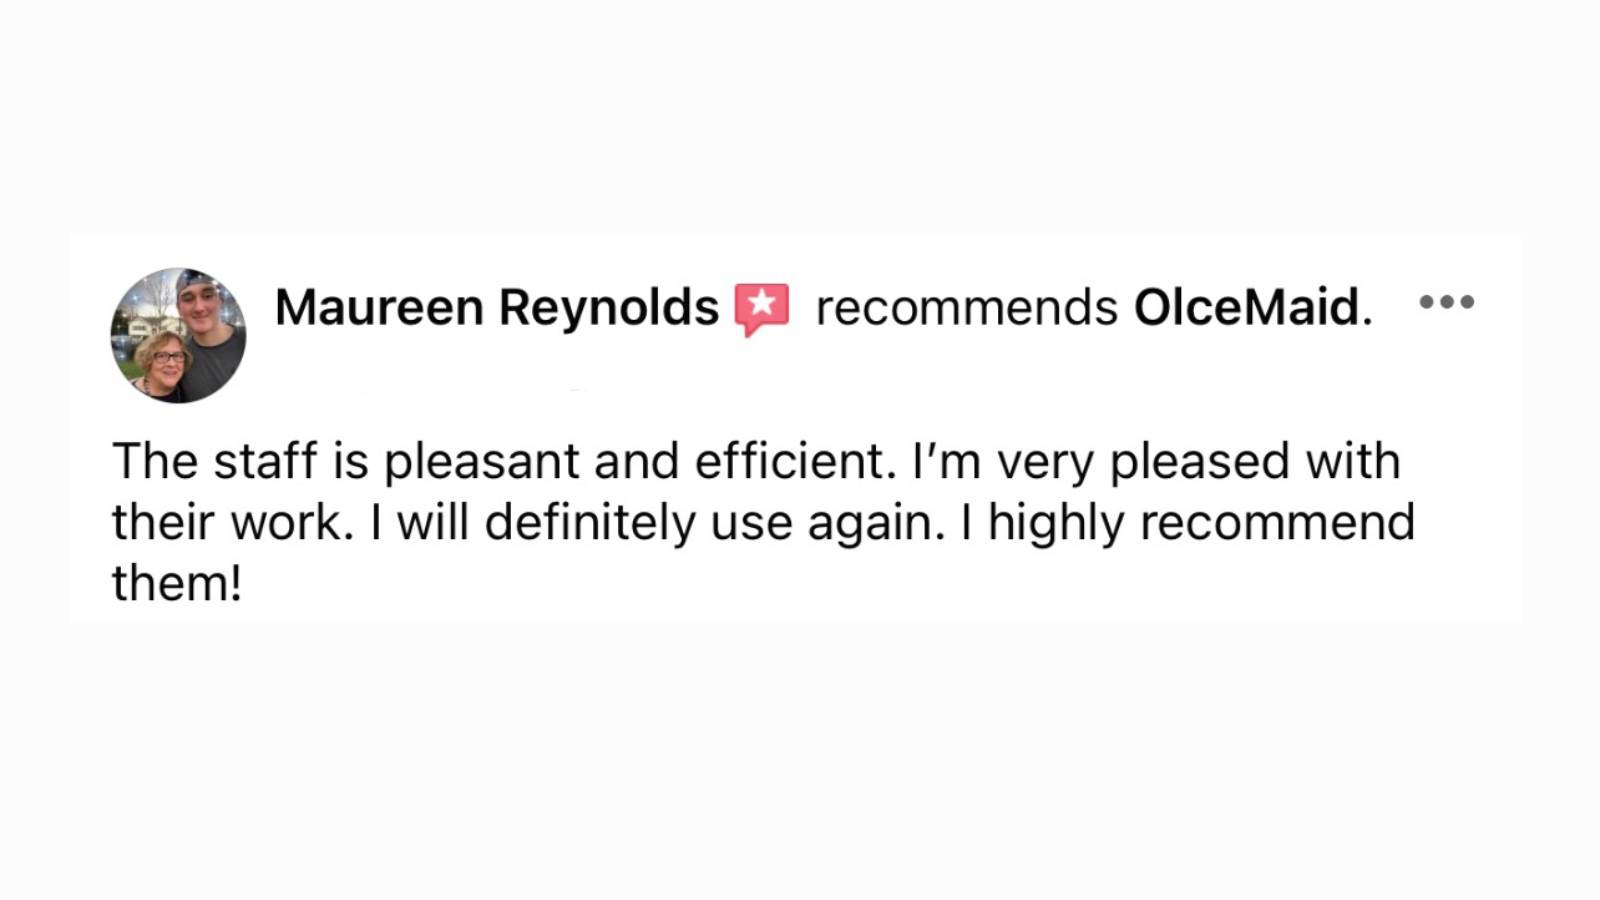 Maureen Reynolds recommends OlceMaid.
The staff is pleasant and efficient. I’m very pleased with
their work. I will definitely use again. I highly recommend
them!